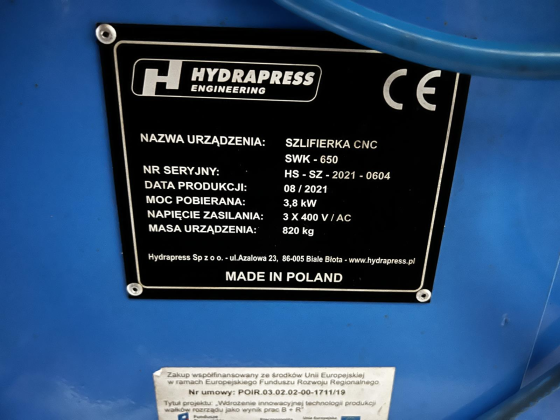 HYDRAPRESS
ENGINEERING
CE
NAZWA URZĄDZENIA: SZLIFIERKA CNC
SWK - 650
NR SERYJNY: HS - SZ - 2021 - 0604
DATA PRODUKCJI: 08 / 2021
MOC POBIERANA: 3,8 kW
NAPIĘCIE ZASILANIA: 3 X 400 V / AC
MASA URZĄDZENIA: 820 kg
Hydrapress Sp z o o. - ul.Azalowa 23, 86-005 Białe Błota - www.hydrapress.pl
MADE IN POLAND
Zakup współfinansowany ze środków Unii Europejskiej
w ramach Europejskiego Funduszu Rozwoju Regionalnego.
Nr umowy: POIR.03.02.02-00-1711/19
Tytuł projektu: „Wdrożenie innowacyjnej technologii produkcji
wałków rozrządu jako wynik prac B + R"
Fundusze
Unia Europejska